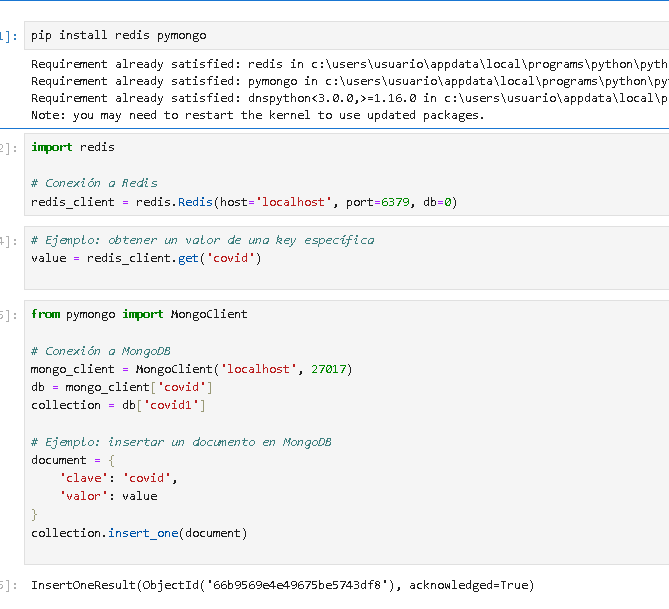 1]: pip install redis pymongo
Requirement already satisfied: redis in c:\users\usuario\appdata\local\programs\python\pyth
Requirement already satisfied: pymongo in c:\users\usuario\appdata\local\programs\python\py
Requirement already satisfied: dnspython<3.0.0,>=1.16.0 in c:\users\usuario\appdata\local\p
Note: you may need to restart the kernel to use updated packages.
2]: import redis
# Conexión a Redis
redis_client = redis.Redis(host='localhost', port=6379, db=0)
4]: # Ejemplo: obtener un valor de una key específica
value = redis_client.get('covid')
5]: from pymongo import MongoClient
# Conexión a MongoDB
mongo_client = MongoClient('localhost', 27017)
db = mongo_client['covid']
collection = db['covid1']
# Ejemplo: insertar un documento en MongoDB
document = {
    'clave': 'covid',
    'valor': value
}
collection.insert_one(document)
5]: InsertOneResult(ObjectId('66b9569e4e49675be5743df8'), acknowledged=True)